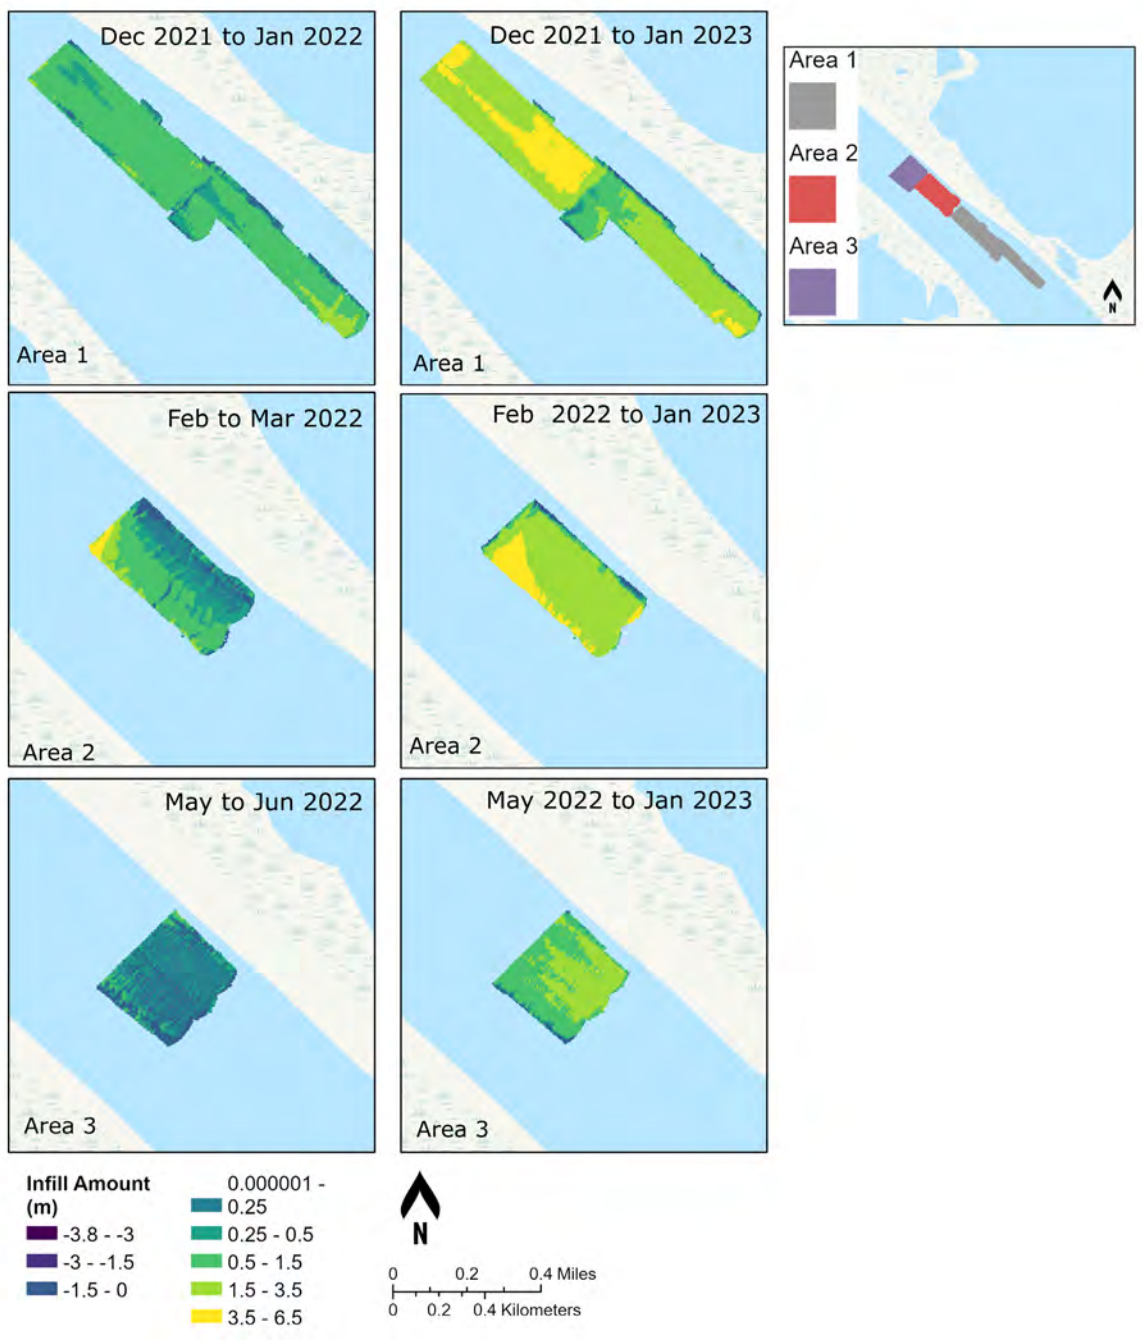 Dec 2021 to Jan 2022
Area 1
Dec 2021 to Jan 2023
Area 1
Area 1
Area 2
Area 3
N
Feb to Mar 2022
Area 2
Feb 2022 to Jan 2023
Area 2
May to Jun 2022
Area 3
May 2022 to Jan 2023
Area 3
Infill Amount
(m)
-3.8 - -3
-3 - -1.5
-1.5 - 0
0.000001 -
0.25
0.25 - 0.5
0.5 - 1.5
1.5 - 3.5
3.5 - 6.5
N
0 0.2 0.4 Miles
0 0.2 0.4 Kilometers